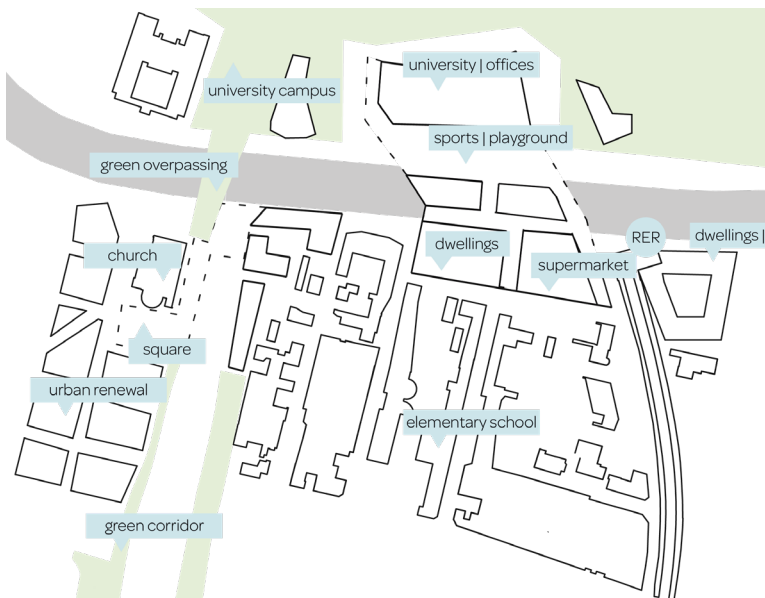 university | offices
university campus
sports | playground
green overpassing
RER
dwellings |
dwellings
church
supermarket
square
urban renewal
elementary school
green corridor